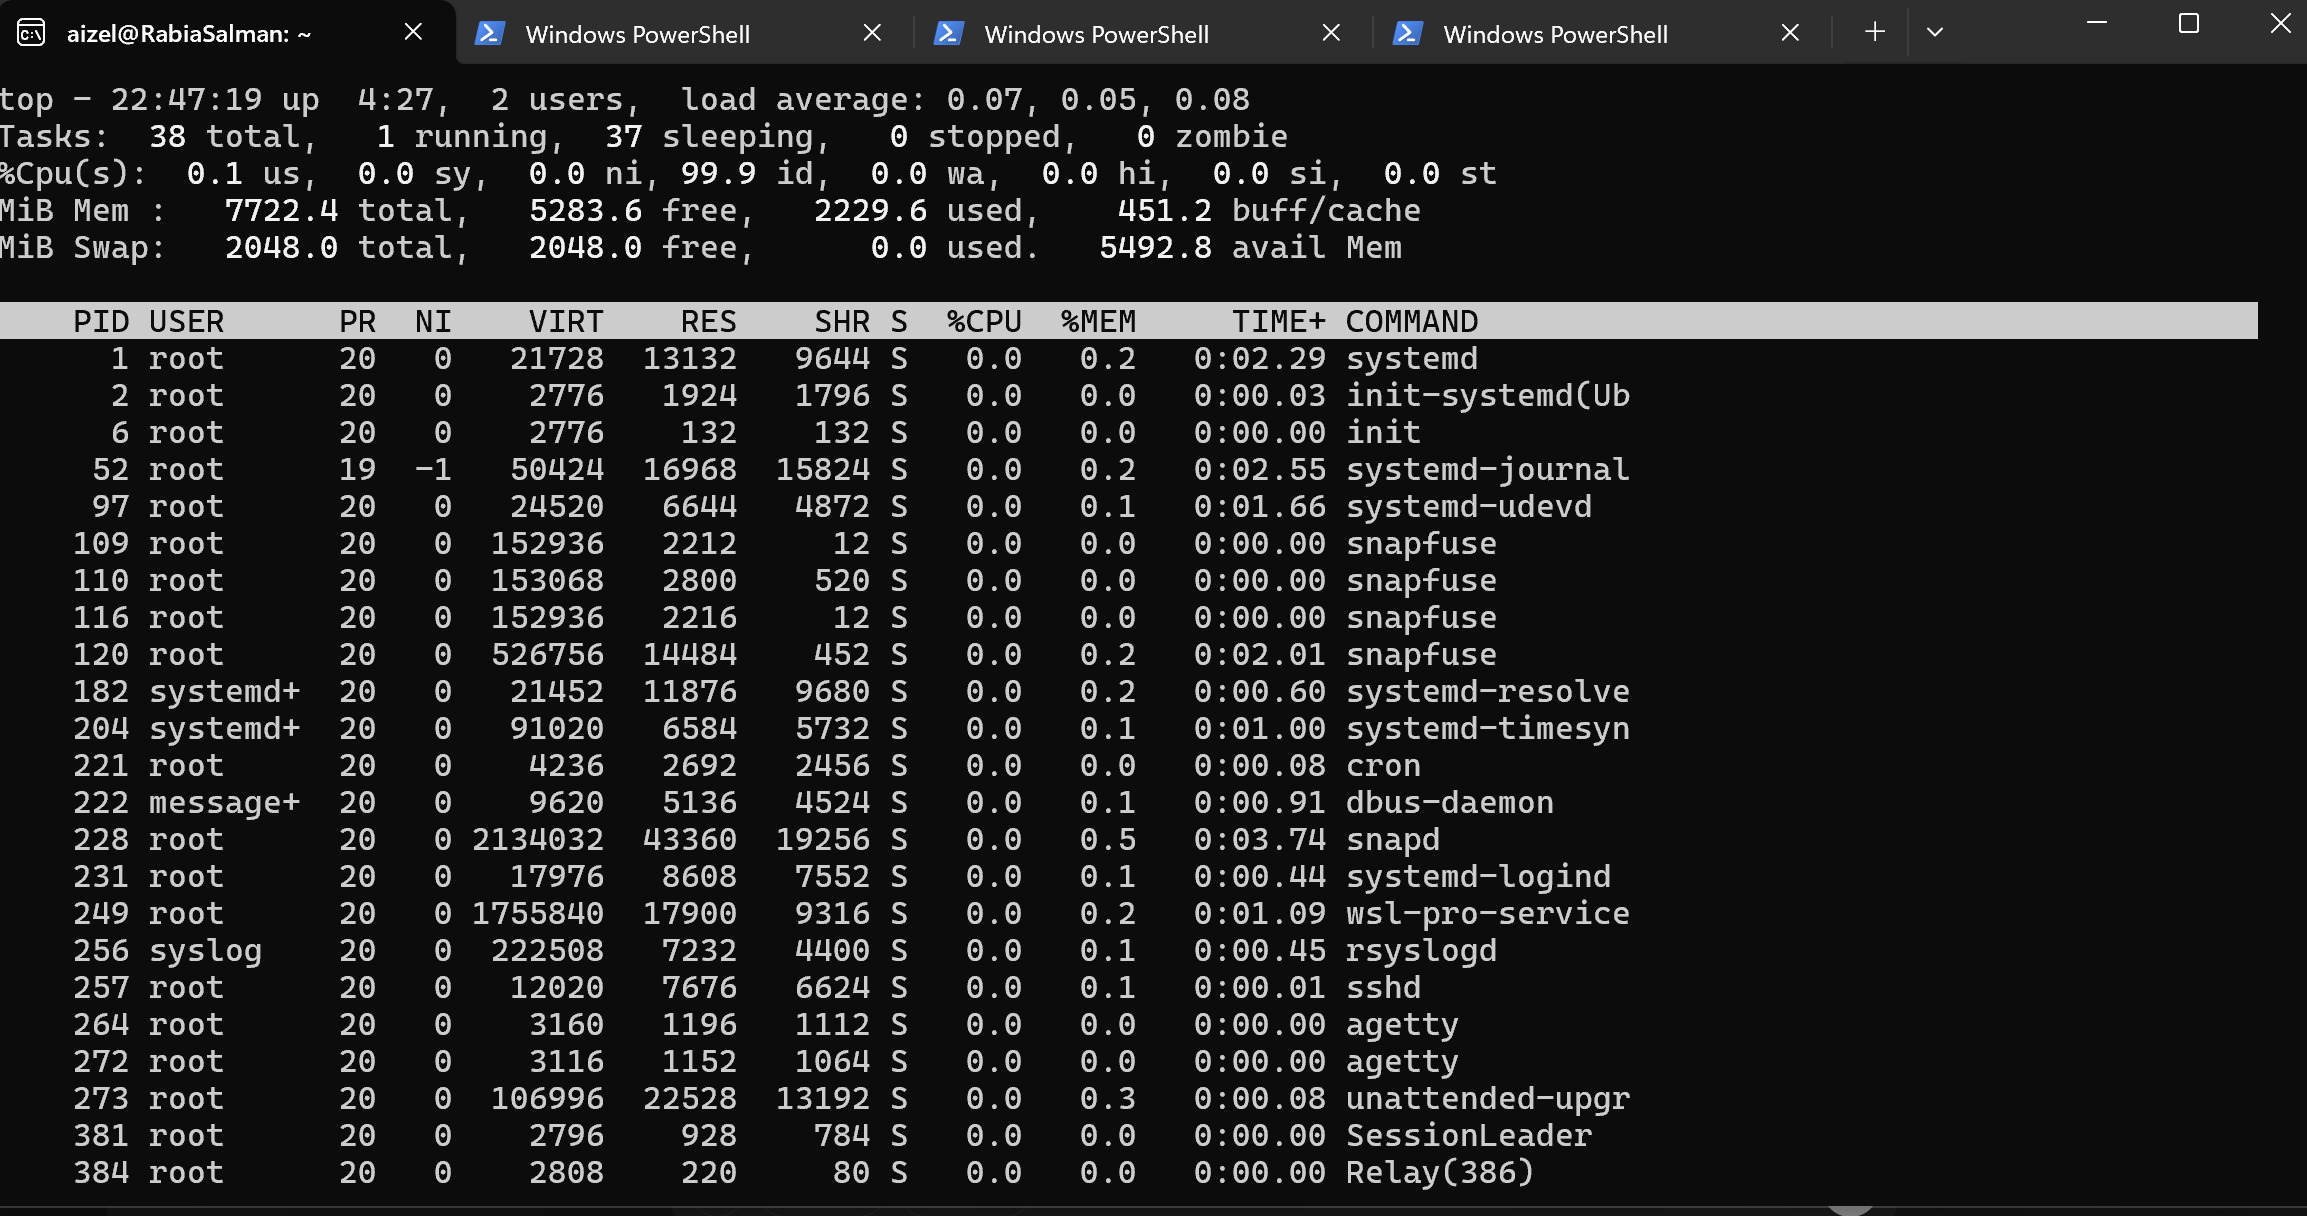 aizel@RabiaSalman: ~ Windows PowerShell Windows PowerShell Windows PowerShell
top - 22:47:19 up  4:27,  2 users,  load average: 0.07, 0.05, 0.08
Tasks:  38 total,   1 running,  37 sleeping,   0 stopped,   0 zombie
%Cpu(s):  0.1 us,  0.0 sy,  0.0 ni, 99.9 id,  0.0 wa,  0.0 hi,  0.0 si,  0.0 st
MiB Mem :   7722.4 total,   5283.6 free,   2229.6 used,    451.2 buff/cache
MiB Swap:   2048.0 total,   2048.0 free,      0.0 used.   5492.8 avail Mem
PID USER      PR  NI    VIRT    RES    SHR S  %CPU  %MEM     TIME+ COMMAND
1 root      20   0   21728  13132   9644 S   0.0   0.2   0:02.29 systemd
2 root      20   0    2776   1924   1796 S   0.0   0.0   0:00.03 init-systemd(Ub
6 root      20   0    2776    132    132 S   0.0   0.0   0:00.00 init
52 root      19  -1   50424  16968  15824 S   0.0   0.2   0:02.55 systemd-journal
97 root      20   0   24520   6644   4872 S   0.0   0.1   0:01.66 systemd-udevd
109 root      20   0  152936   2212     12 S   0.0   0.0   0:00.00 snapfuse
110 root      20   0  153068   2800    520 S   0.0   0.0   0:00.00 snapfuse
116 root      20   0  152936   2216     12 S   0.0   0.0   0:00.00 snapfuse
120 root      20   0  526756  14484    452 S   0.0   0.2   0:02.01 snapfuse
182 systemd+  20   0   21452  11876   9680 S   0.0   0.2   0:00.60 systemd-resolve
204 systemd+  20   0   91020   6584   5732 S   0.0   0.1   0:01.00 systemd-timesyn
221 root      20   0    4236   2692   2456 S   0.0   0.0   0:00.08 cron
222 message+  20   0    9620   5136   4524 S   0.0   0.1   0:00.91 dbus-daemon
228 root      20   0 2134032  43360  19256 S   0.0   0.5   0:03.74 snapd
231 root      20   0   17976   8608   7552 S   0.0   0.1   0:00.44 systemd-logind
249 root      20   0 1755840  17900   9316 S   0.0   0.2   0:01.09 wsl-pro-service
256 syslog    20   0  222508   7232   4400 S   0.0   0.1   0:00.45 rsyslogd
257 root      20   0   12020   7676   6624 S   0.0   0.1   0:00.01 sshd
264 root      20   0    3160   1196   1112 S   0.0   0.0   0:00.00 agetty
272 root      20   0    3116   1152   1064 S   0.0   0.0   0:00.00 agetty
273 root      20   0  106996  22528  13192 S   0.0   0.3   0:00.08 unattended-upgr
381 root      20   0    2796    928    784 S   0.0   0.0   0:00.00 SessionLeader
384 root      20   0    2808    220     80 S   0.0   0.0   0:00.00 Relay(386)